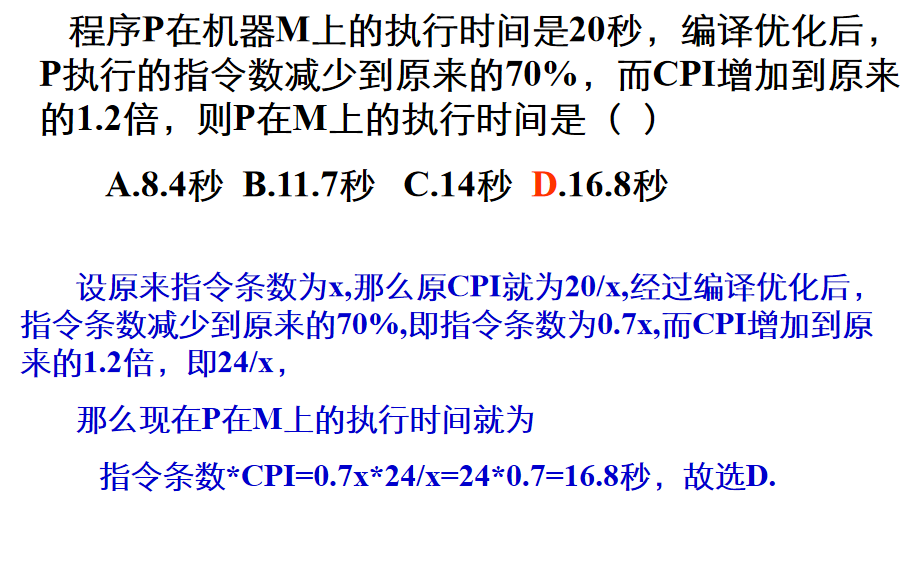 程序P在机器M上的执行时间是20秒，编译优化后，
P执行的指令数减少到原来的70%，而CPI增加到原来
的1.2倍，则P在M上的执行时间是（ ）
A.8.4秒 B.11.7秒 C.14秒 D.16.8秒
设原来指令条数为x,那么原CPI就为20/x,经过编译优化后，
指令条数减少到原来的70%,即指令条数为0.7x,而CPI增加到原
来的1.2倍，即24/x，
那么现在P在M上的执行时间就为
指令条数*CPI=0.7x*24/x=24*0.7=16.8秒，故选D.